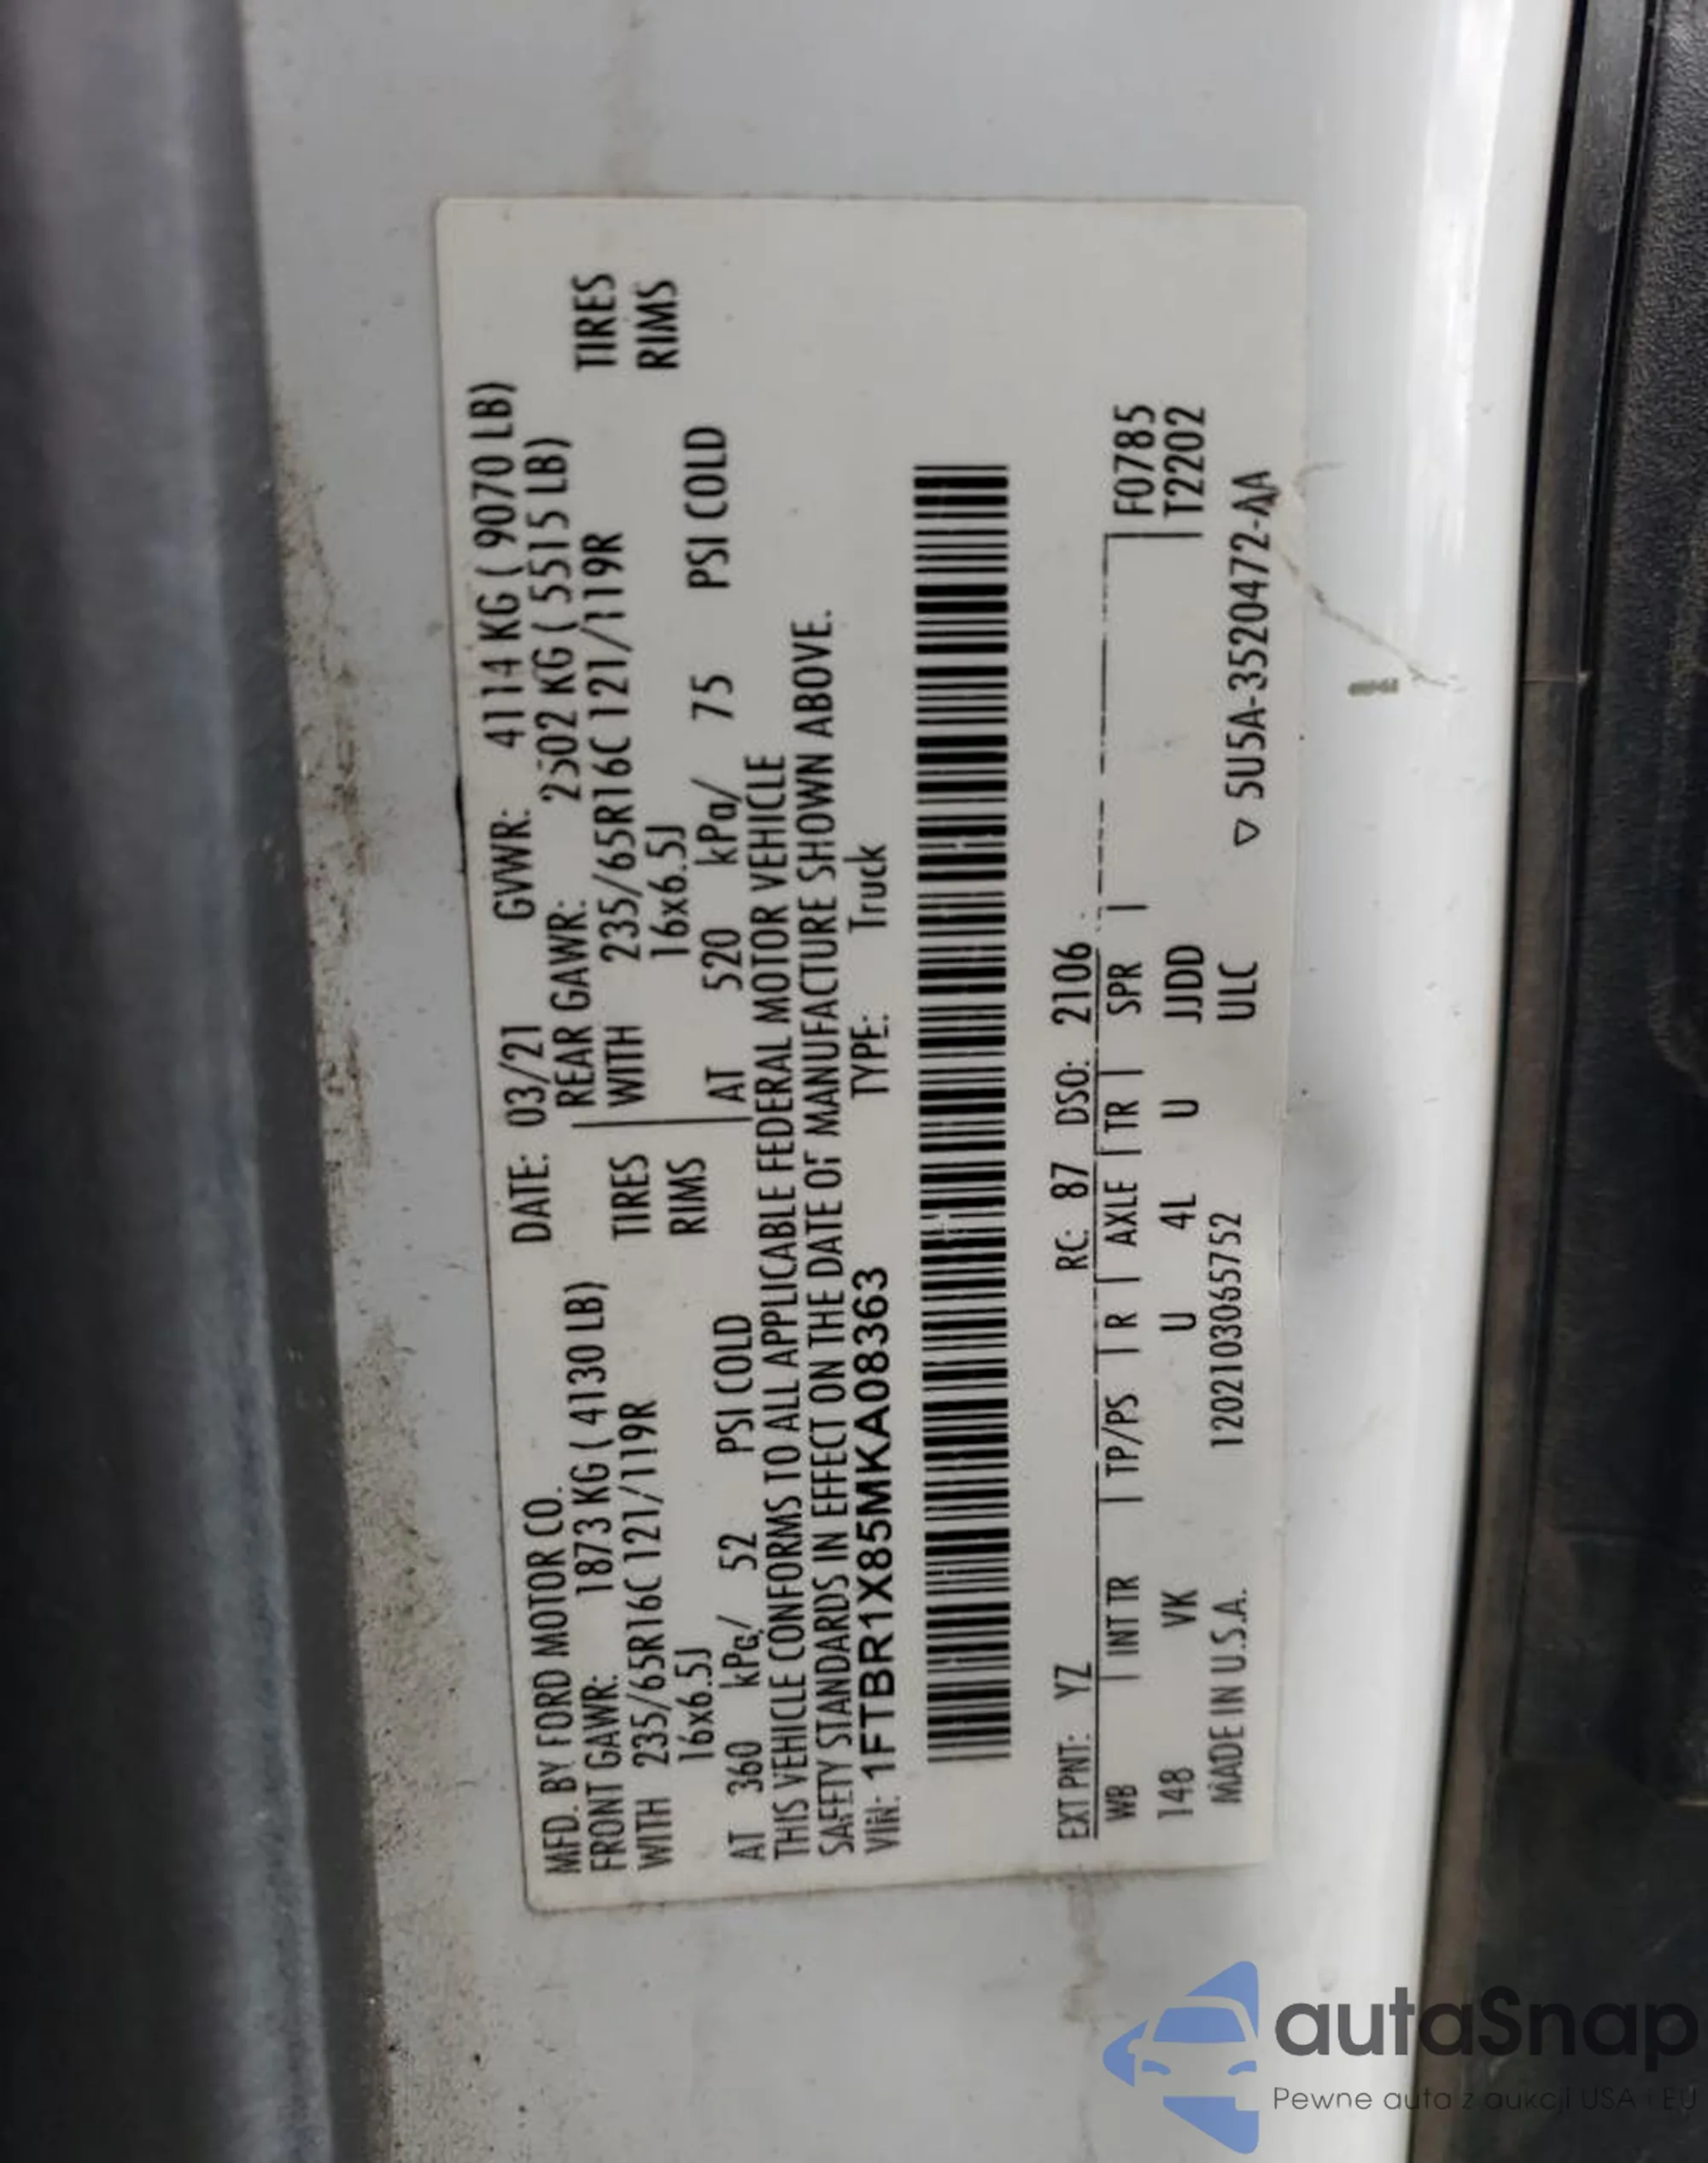 MFD. BY FORD MOTOR CO. DATE: 03/21 GVWR: 4114 KG ( 9070 LB)
FRONT GAWR: 1873 KG ( 4130 LB) REAR GAWR: 2502 KG ( 5515 LB)
WITH 235/65R16C 121/119R TIRES WITH 235/65R16C 121/119R TIRES
16x6.5J RIMS 16x6.5J RIMS
AT 360 kPa/ 52 PSI COLD AT 520 kPa/ 75 PSI COLD
THIS VEHICLE CONFORMS TO ALL APPLICABLE FEDERAL MOTOR VEHICLE
SAFETY STANDARDS IN EFFECT ON THE DATE OF MANUFACTURE SHOWN ABOVE.
VIN: 1FTBR1X85MKA08363 TYPE: Truck
EXT PNT: YZ RC: 87 DSO: 2106
WB | INT TR | TP/PS | R | AXLE | TR | SPR | F0785
148 VK U 4L U JJDD T2202
MADE IN U.S.A. 120210306575​2 ULC ▽ 5U5A-3520472-AA
autaSnap
Pewne auta z aukcji USA i EU